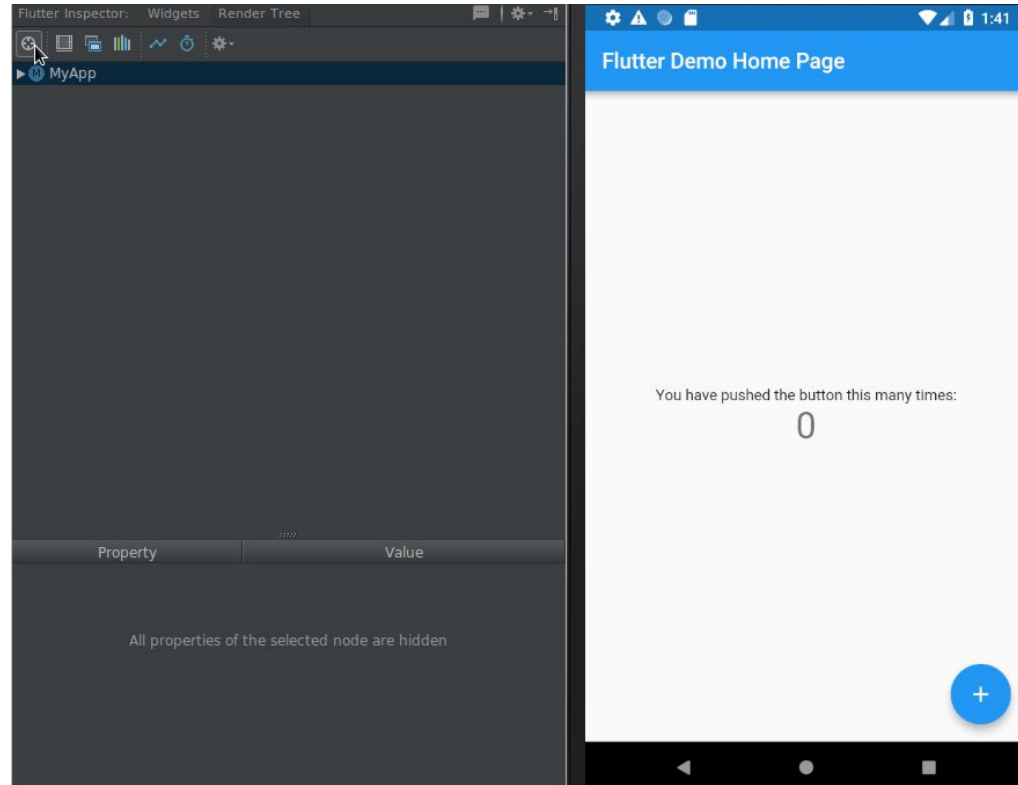 Flutter Inspector: Widgets Render Tree
MyApp
Property Value
All properties of the selected node are hidden
1:41
Flutter Demo Home Page
You have pushed the button this many times:
0
+